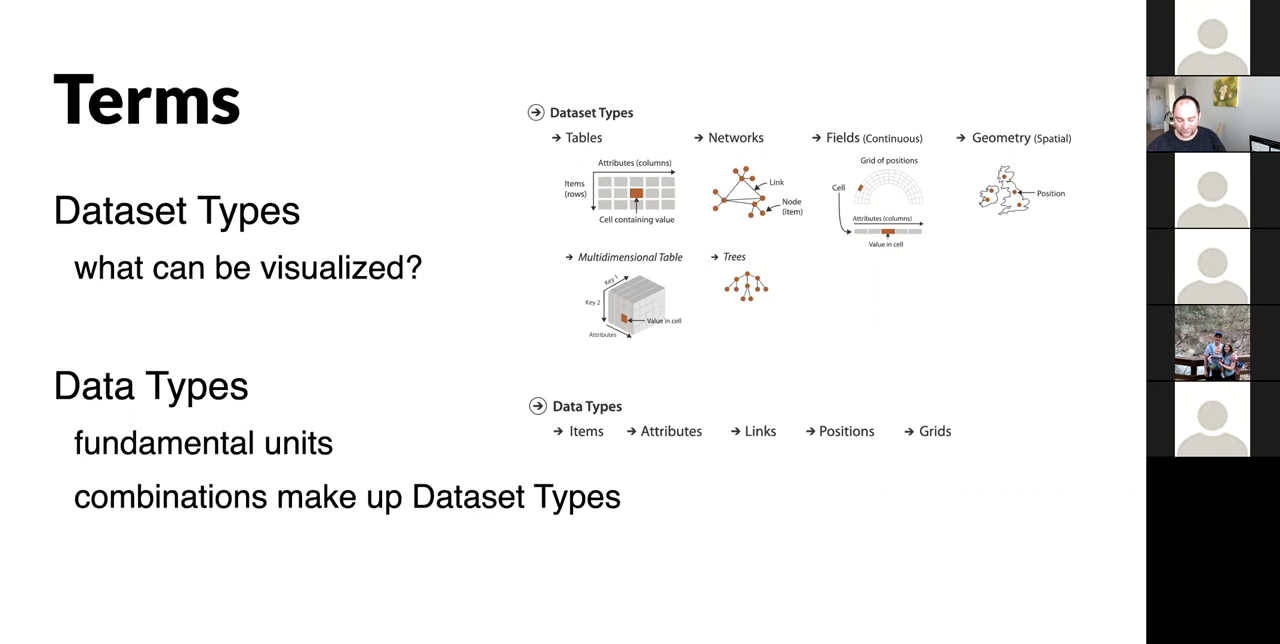 Terms
Dataset Types
what can be visualized?
Data Types
fundamental units
combinations make up Dataset Types
Dataset Types
Tables
Attributes (columns)
Items
(rows)
Cell containing value
Networks
Link
Node
(item)
Fields (Continuous)
Grid of positions
Cell
Attributes (columns)
Value in cell
Geometry (Spatial)
Position
Multidimensional Table
Key 1
Key 2
Value in cell
Attributes
Trees
Data Types
Items
Attributes
Links
Positions
Grids